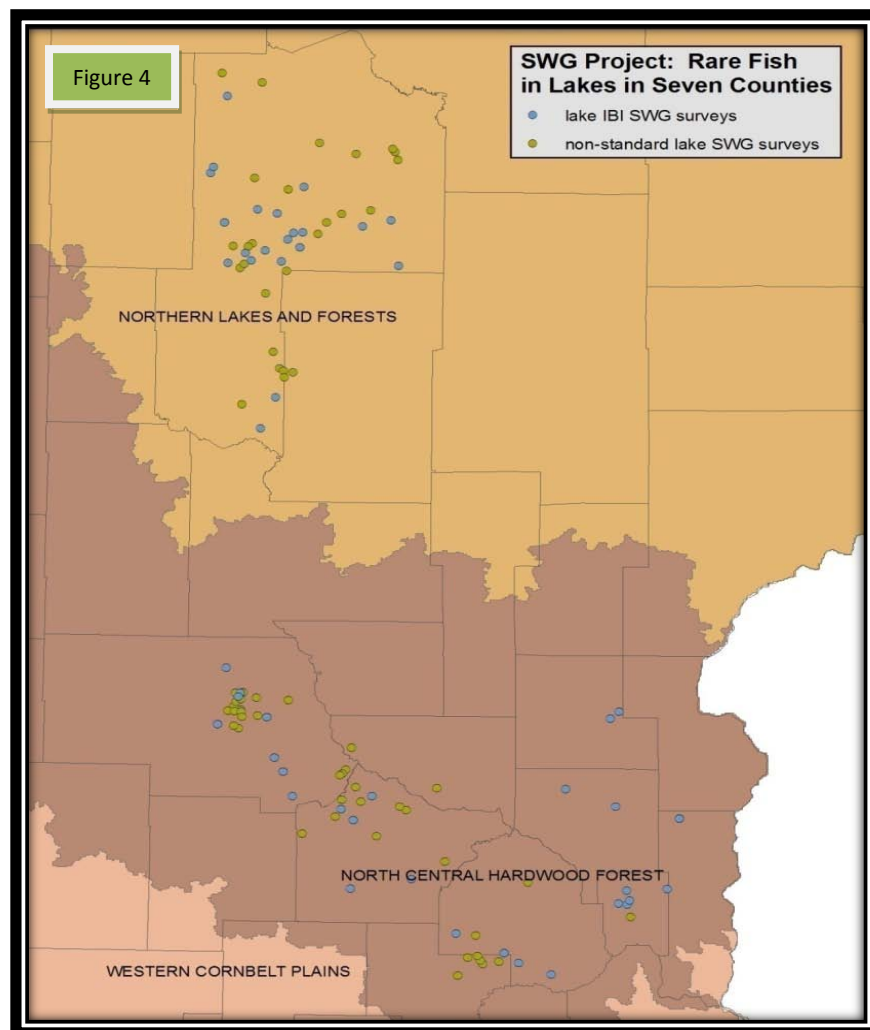 Figure 4
SWG Project: Rare Fish
in Lakes in Seven Counties
lake IBI SWG surveys
non-standard lake SWG surveys
NORTHERN LAKES AND FORESTS
NORTH CENTRAL HARDWOOD FOREST
WESTERN CORNBELT PLAINS